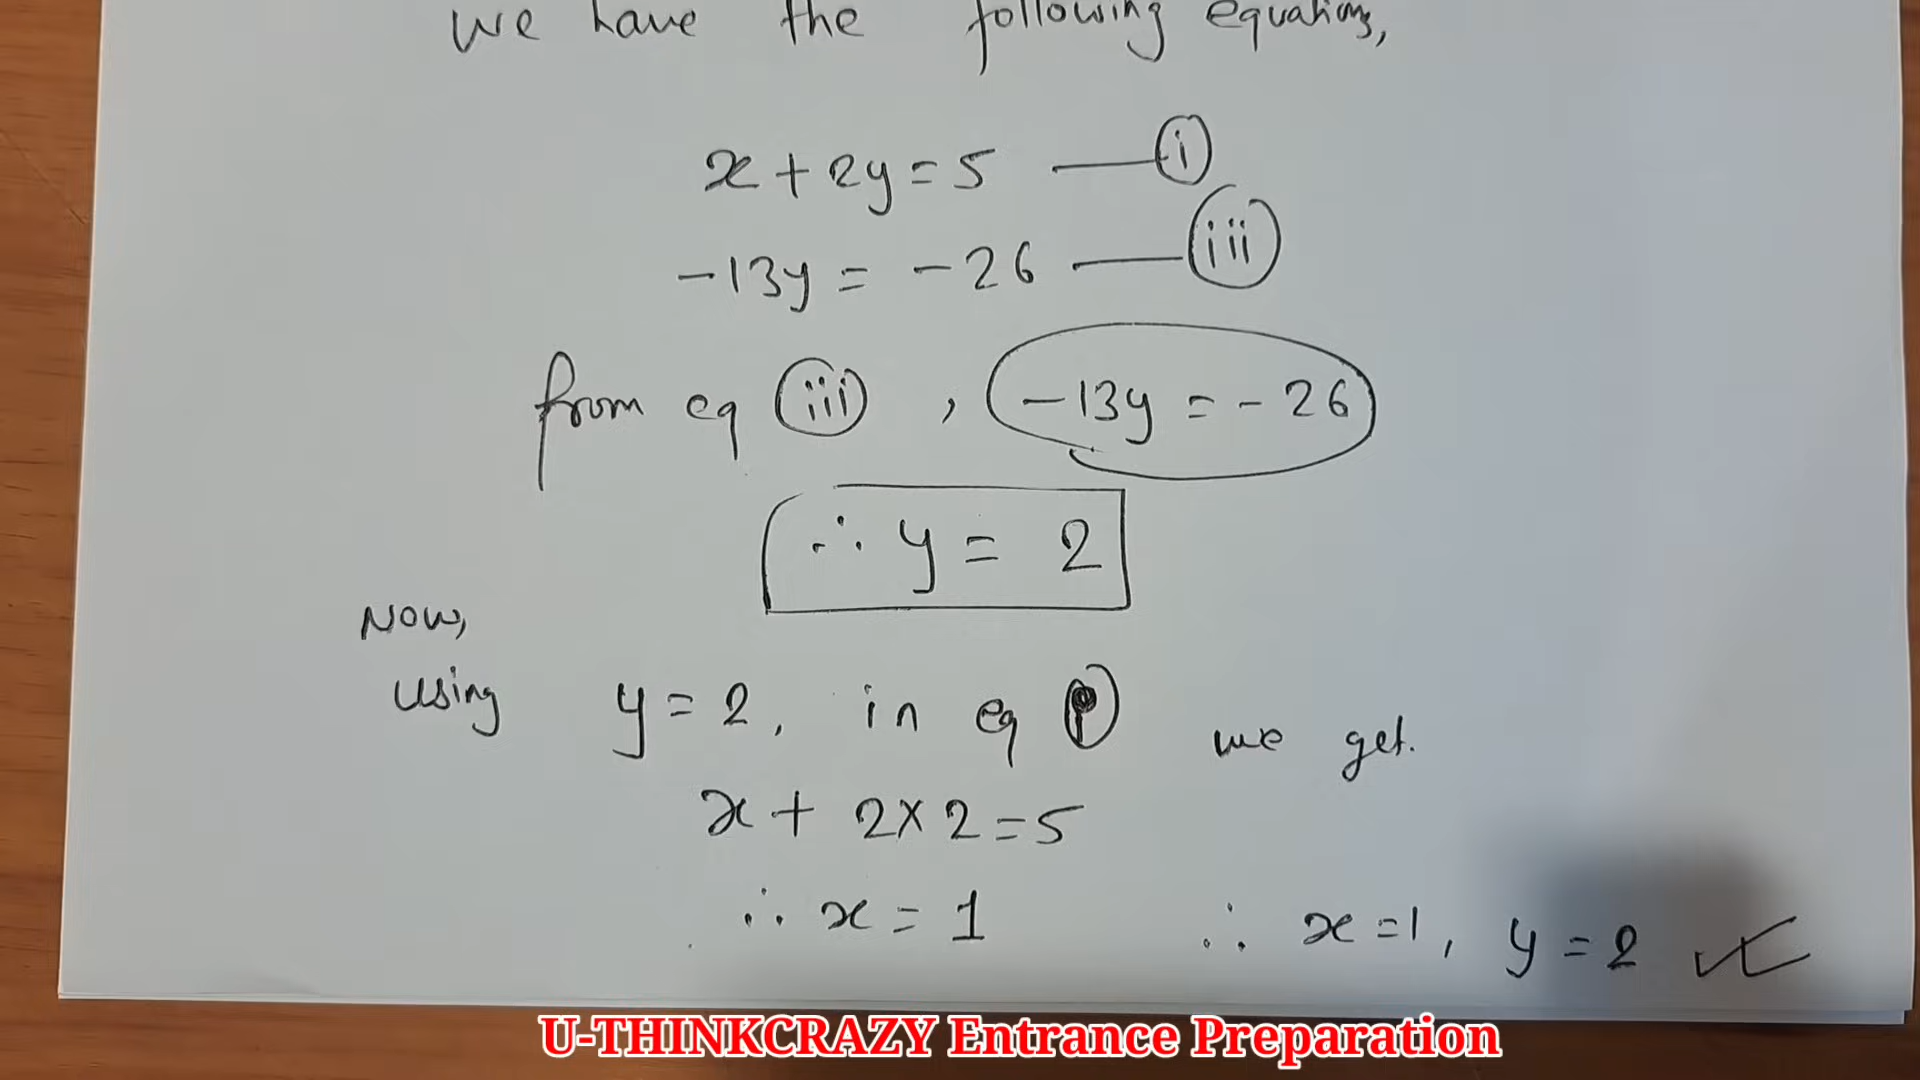 we have the following equations,
x + 2y = 5 — (i)
-13y = -26 — (iii)
from eq (iii), -13y = -26
∴ y = 2
Now,
using y = 2, in eq (i) we get.
x + 2×2 = 5
∴ x = 1 ∴ x = 1, y = 2
U-THINKCRAZY Entrance Preparation